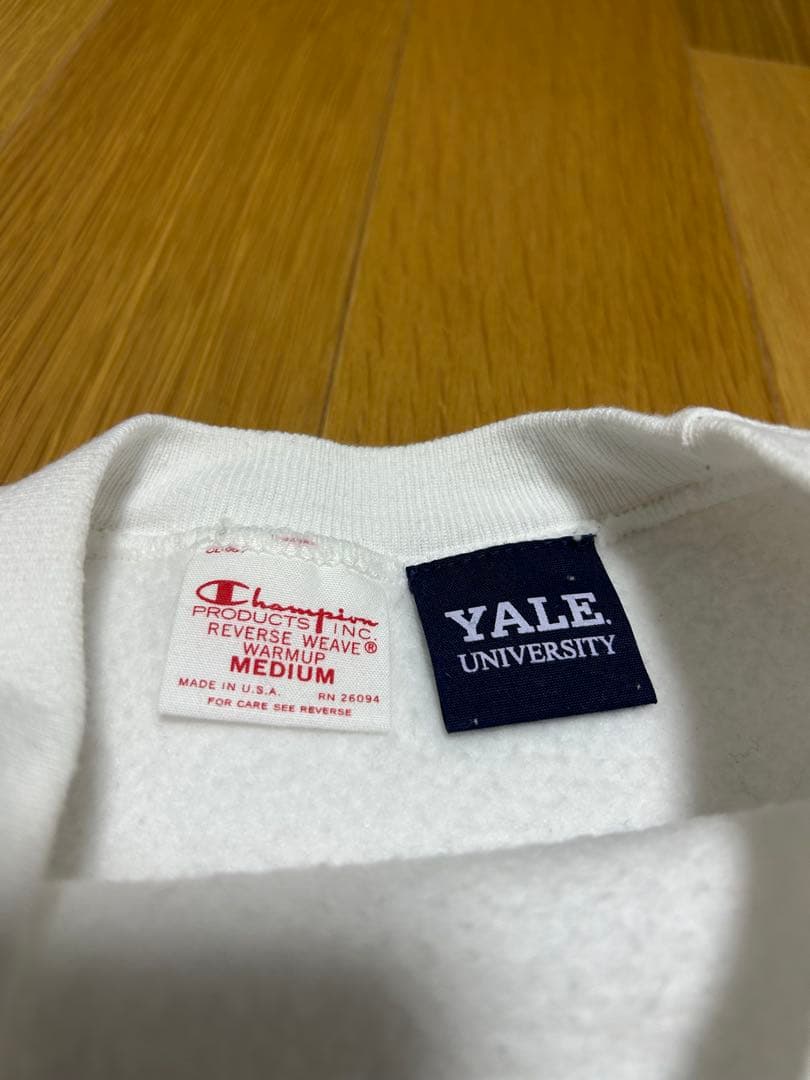 Champion
PRODUCTS INC.
REVERSE WEAVE®
WARMUP
MEDIUM
MADE IN U.S.A. RN 26094
FOR CARE SEE REVERSE
YALE.
UNIVERSITY